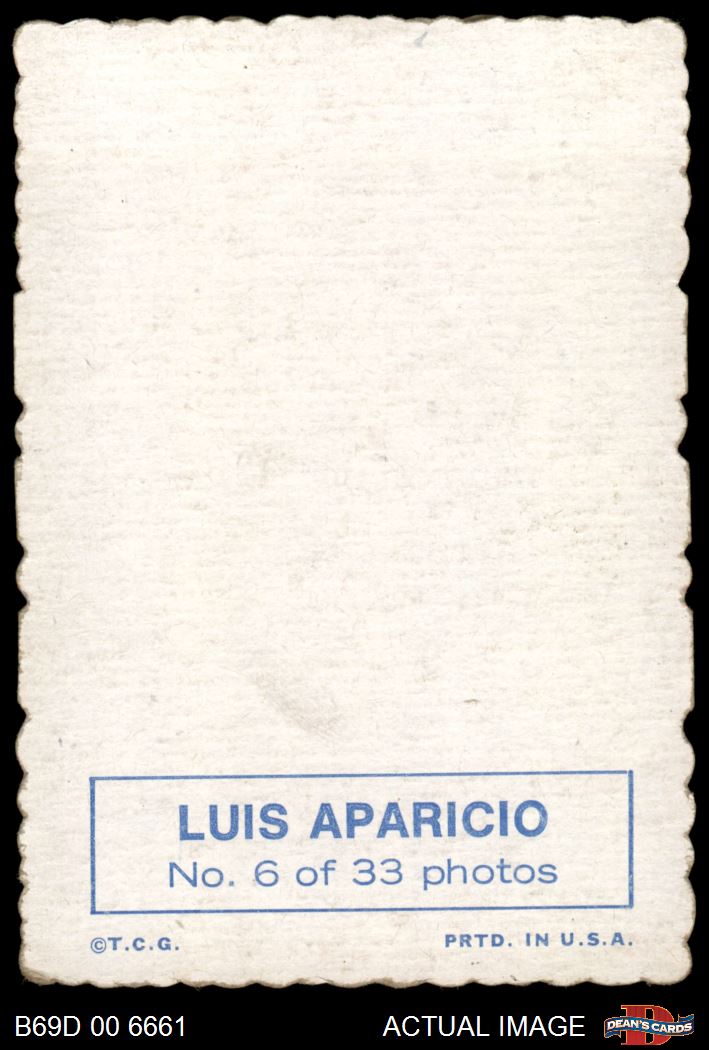 LUIS APARICIO
No. 6 of 33 photos
©T.C.G.
PRTD. IN U.S.A.
B69D 00 6661
ACTUAL IMAGE
D
DEAN'S CARDS